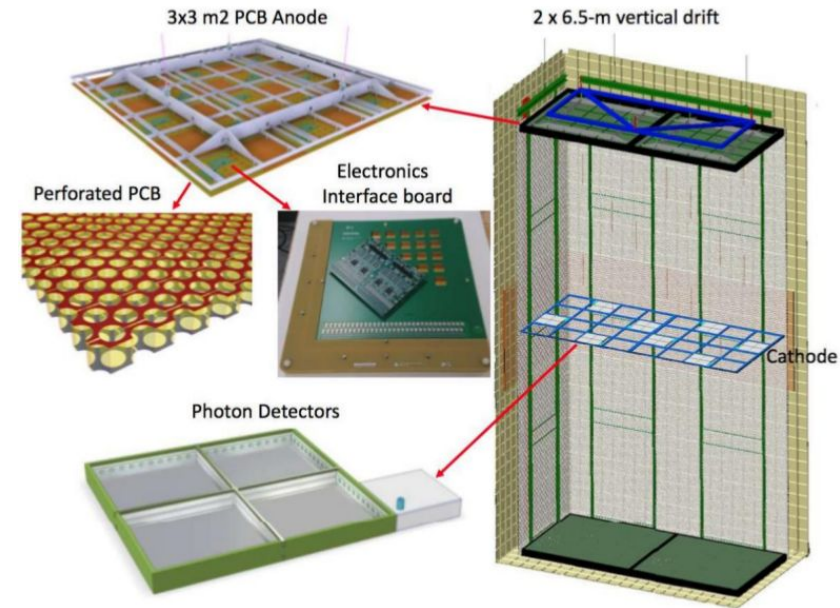 3x3 m2 PCB Anode
2 x 6.5-m vertical drift
Electronics
Interface board
Perforated PCB
Cathode
Photon Detectors